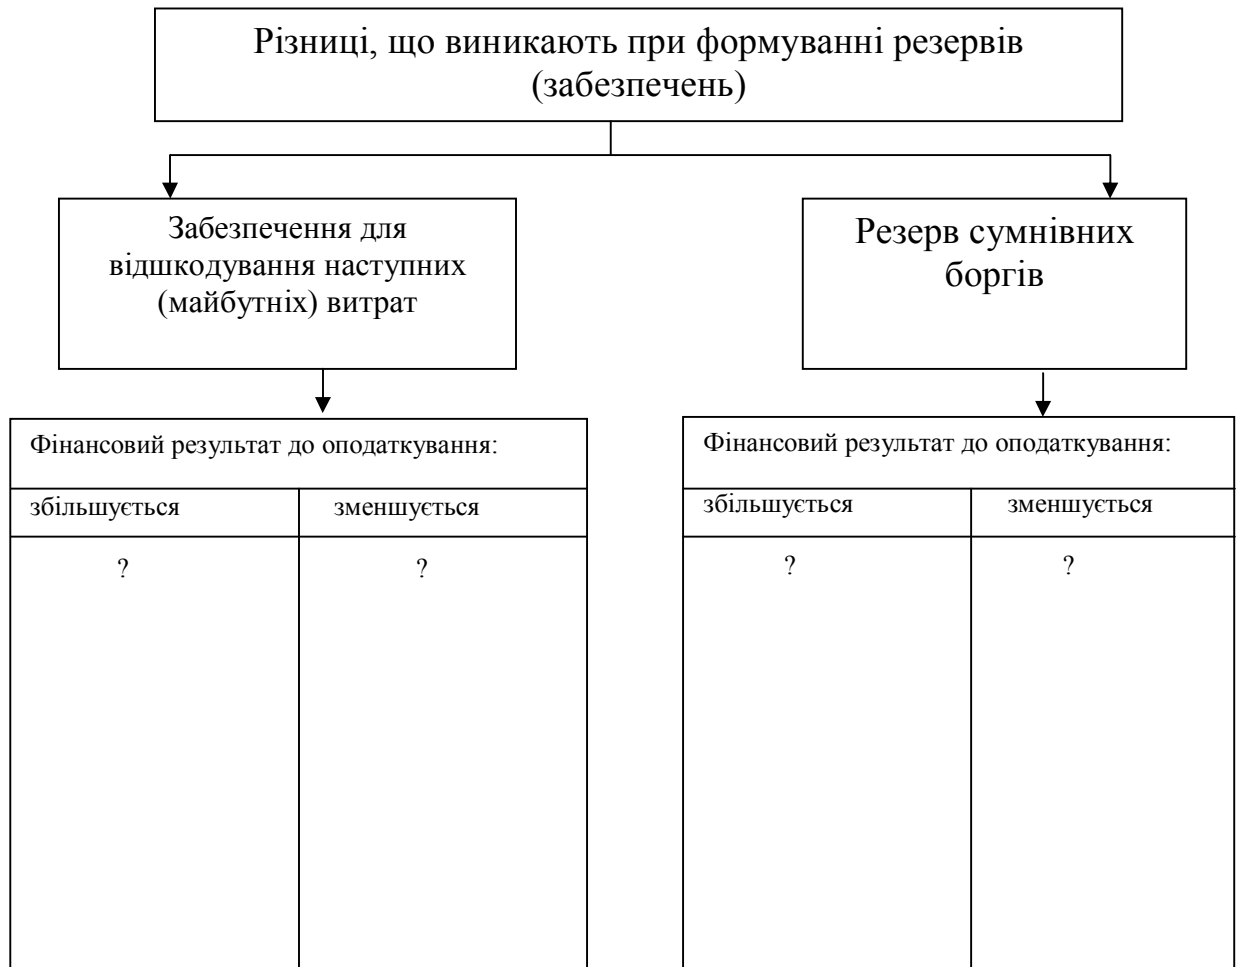 Різниці, що виникають при формуванні резервів
(забезпечень)
Забезпечення для
відшкодування наступних
(майбутніх) витрат
Резерв сумнівних
боргів
Фінансовий результат до оподаткування:
збільшується
зменшується
?
?
Фінансовий результат до оподаткування:
збільшується
зменшується
?
?